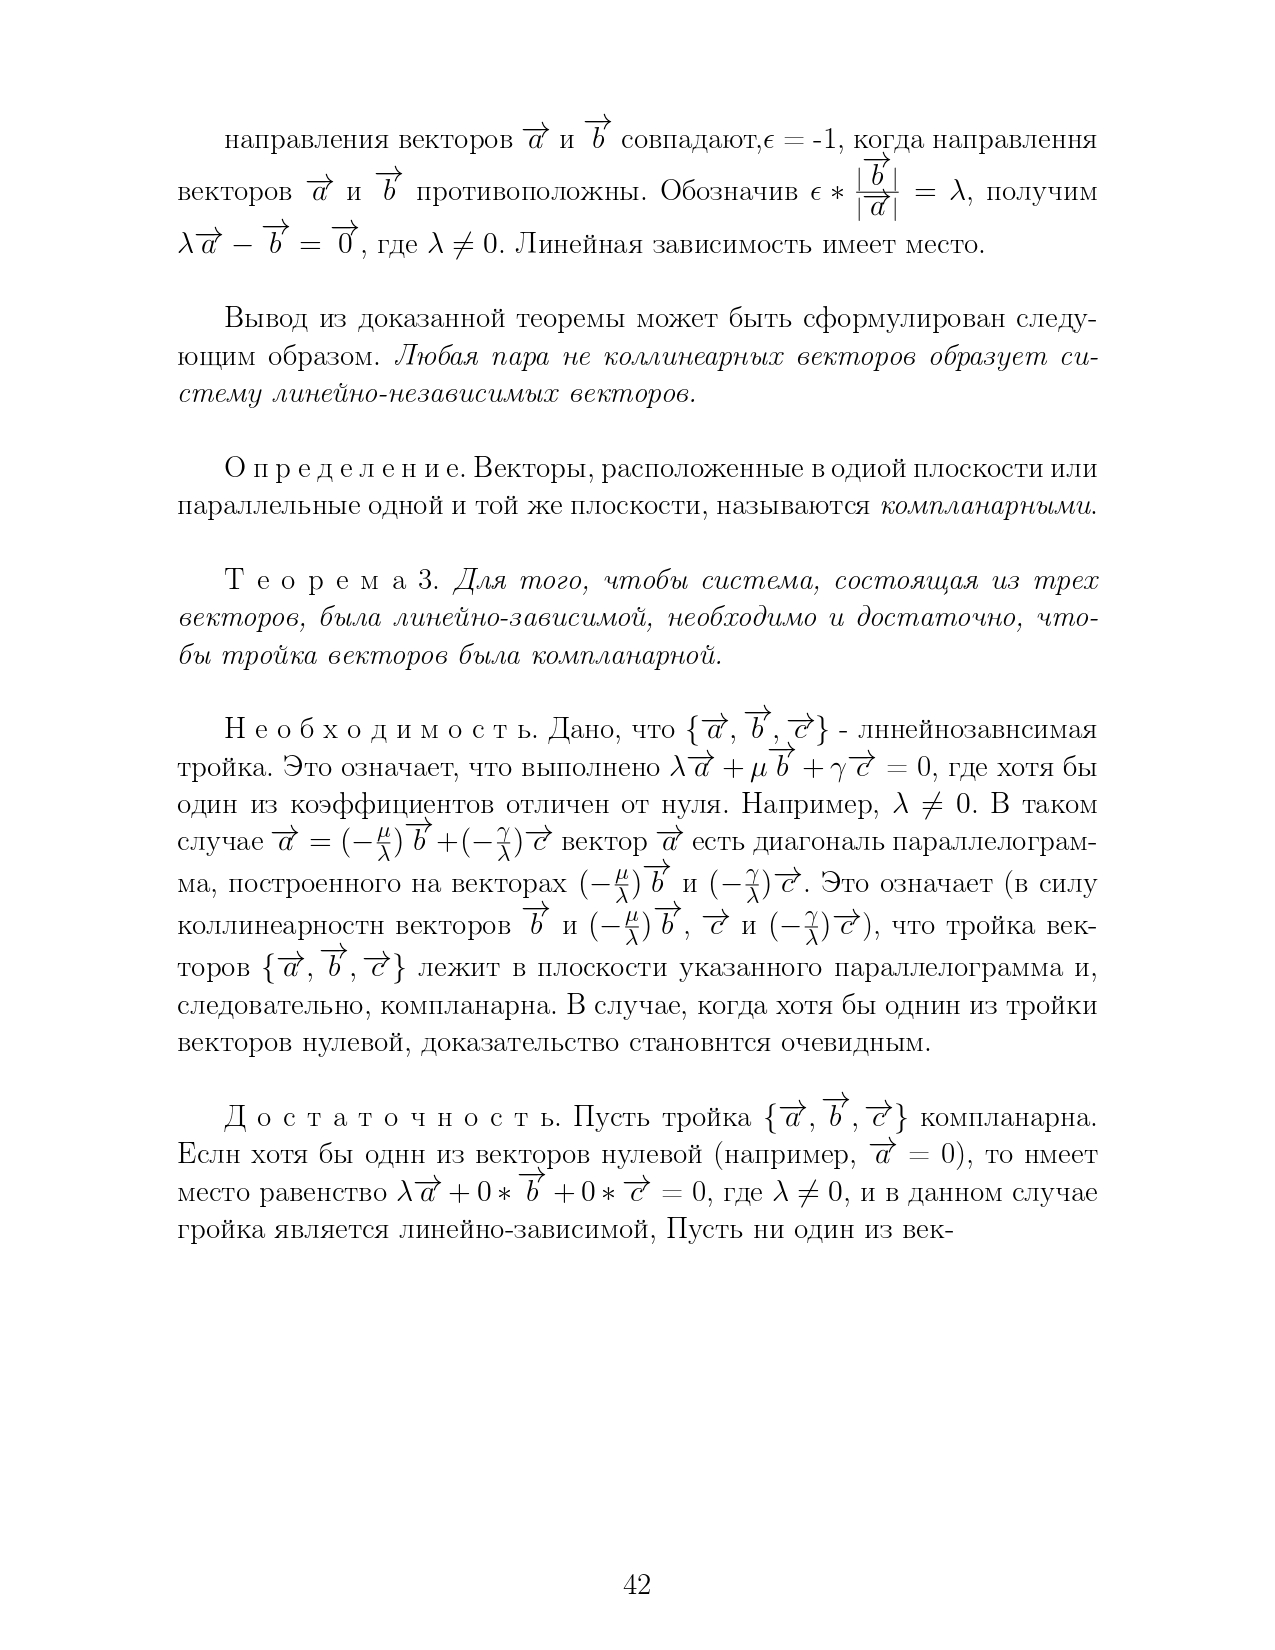 направления векторов $\overrightarrow{a}$ и $\overrightarrow{b}$ совпадают,$\epsilon$ = -1, когда направлення
векторов $\overrightarrow{a}$ и $\overrightarrow{b}$ противоположны. Обозначив $\epsilon * \frac{|\overrightarrow{b}|}{|\overrightarrow{a}|} = \lambda$, получим
$\lambda\overrightarrow{a} - \overrightarrow{b} = \overrightarrow{0}$, где $\lambda \neq 0$. Линейная зависимость имеет место.
Вывод из доказанной теоремы может быть сформулирован следу-
ющим образом. Любая пара не коллинеарных векторов образует си-
стему линейно-независимых векторов.
О п р е д е л е н и е. Векторы, расположенные в одиой плоскости или
параллельные одной и той же плоскости, называются компланарными.
Т е о р е м а 3. Для того, чтобы система, состоящая из трех
векторов, была линейно-зависимой, необходимо и достаточно, что-
бы тройка векторов была компланарной.
Н е о б х о д и м о с т ь. Дано, что $\{\overrightarrow{a}, \overrightarrow{b}, \overrightarrow{c}\}$ - лннейнозавнсимая
тройка. Это означает, что выполнено $\lambda\overrightarrow{a} + \mu\overrightarrow{b} + \gamma\overrightarrow{c} = 0$, где хотя бы
один из коэффициентов отличен от нуля. Например, $\lambda \neq 0$. В таком
случае $\overrightarrow{a} = (-\frac{\mu}{\lambda})\overrightarrow{b} + (-\frac{\gamma}{\lambda})\overrightarrow{c}$ вектор $\overrightarrow{a}$ есть диагональ параллелограм-
ма, построенного на векторах $(-\frac{\mu}{\lambda})\overrightarrow{b}$ и $(-\frac{\gamma}{\lambda})\overrightarrow{c}$. Это означает (в силу
коллинеарностн векторов $\overrightarrow{b}$ и $(-\frac{\mu}{\lambda})\overrightarrow{b}$, $\overrightarrow{c}$ и $(-\frac{\gamma}{\lambda})\overrightarrow{c}$), что тройка век-
торов $\{\overrightarrow{a}, \overrightarrow{b}, \overrightarrow{c}\}$ лежит в плоскости указанного параллелограмма и,
следовательно, компланарна. В случае, когда хотя бы однин из тройки
векторов нулевой, доказательство становнтся очевидным.
Д о с т а т о ч н о с т ь. Пусть тройка $\{\overrightarrow{a}, \overrightarrow{b}, \overrightarrow{c}\}$ компланарна.
Еслн хотя бы однн из векторов нулевой (например, $\overrightarrow{a} = 0$), то нмеет
место равенство $\lambda\overrightarrow{a} + 0 * \overrightarrow{b} + 0 * \overrightarrow{c} = 0$, где $\lambda \neq 0$, и в данном случае
гройка является линейно-зависимой, Пусть ни один из век-
42